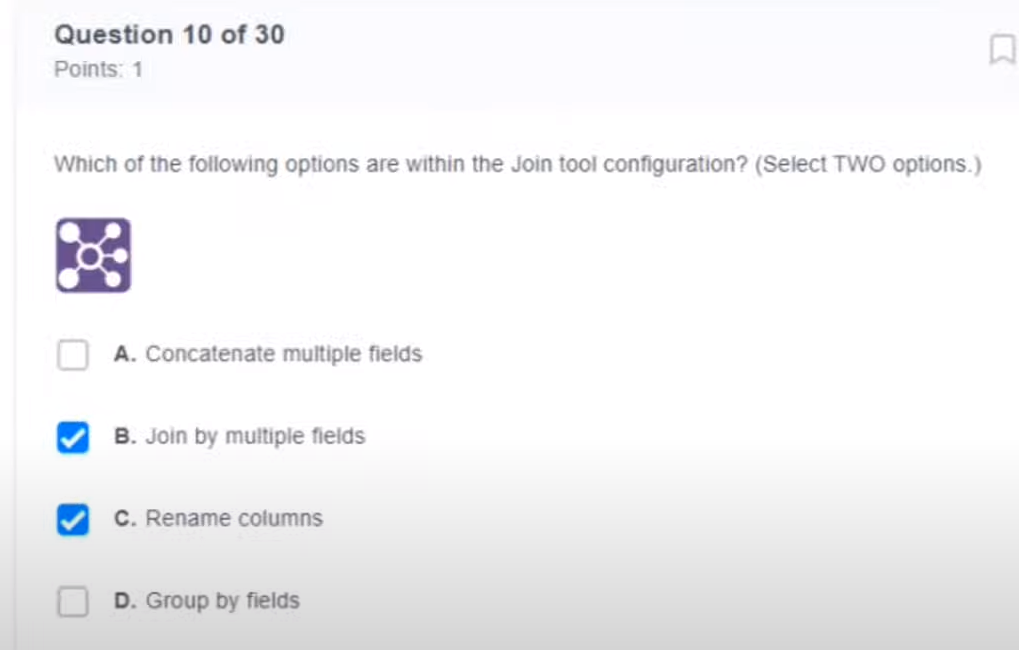 Question 10 of 30
Points: 1
Which of the following options are within the Join tool configuration? (Select TWO options.)
A. Concatenate multiple fields
B. Join by multiple fields
C. Rename columns
D. Group by fields